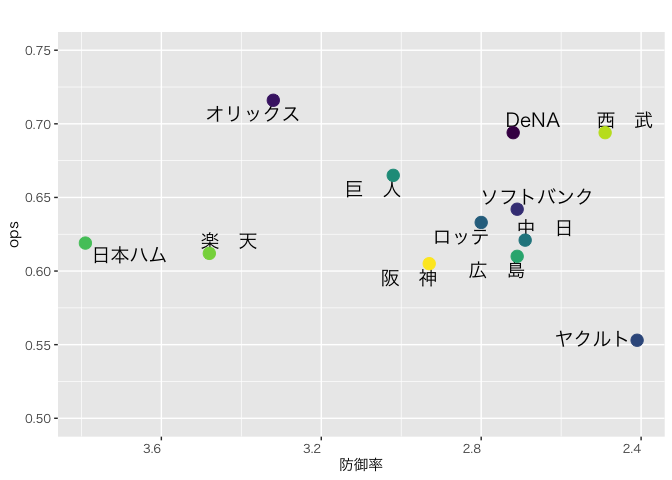 0.75
オリックス
DeNA
西　武
0.70
巨　人
ソフトバンク
0.65
ops
日本ハム
楽　天
ロッテ
中　日
0.60
阪　神
広　島
0.55
ヤクルト
0.50
3.6
3.2
2.8
2.4
防御率